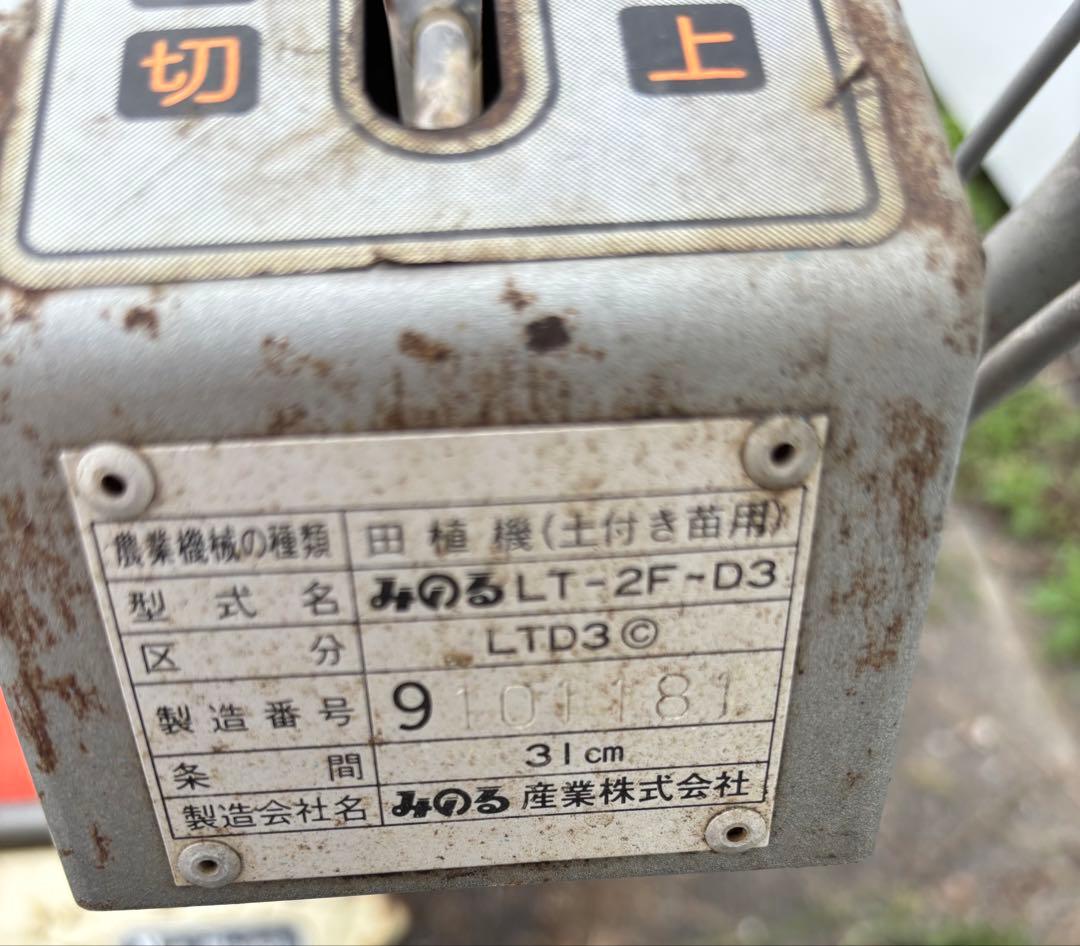 切 上
農業機械の種類 田植機(土付き苗用)
型式名 みのるLT-2F-D3
区分 LTD3©
製造番号 9101181
条間 31cm
製造会社名 みのる産業株式会社